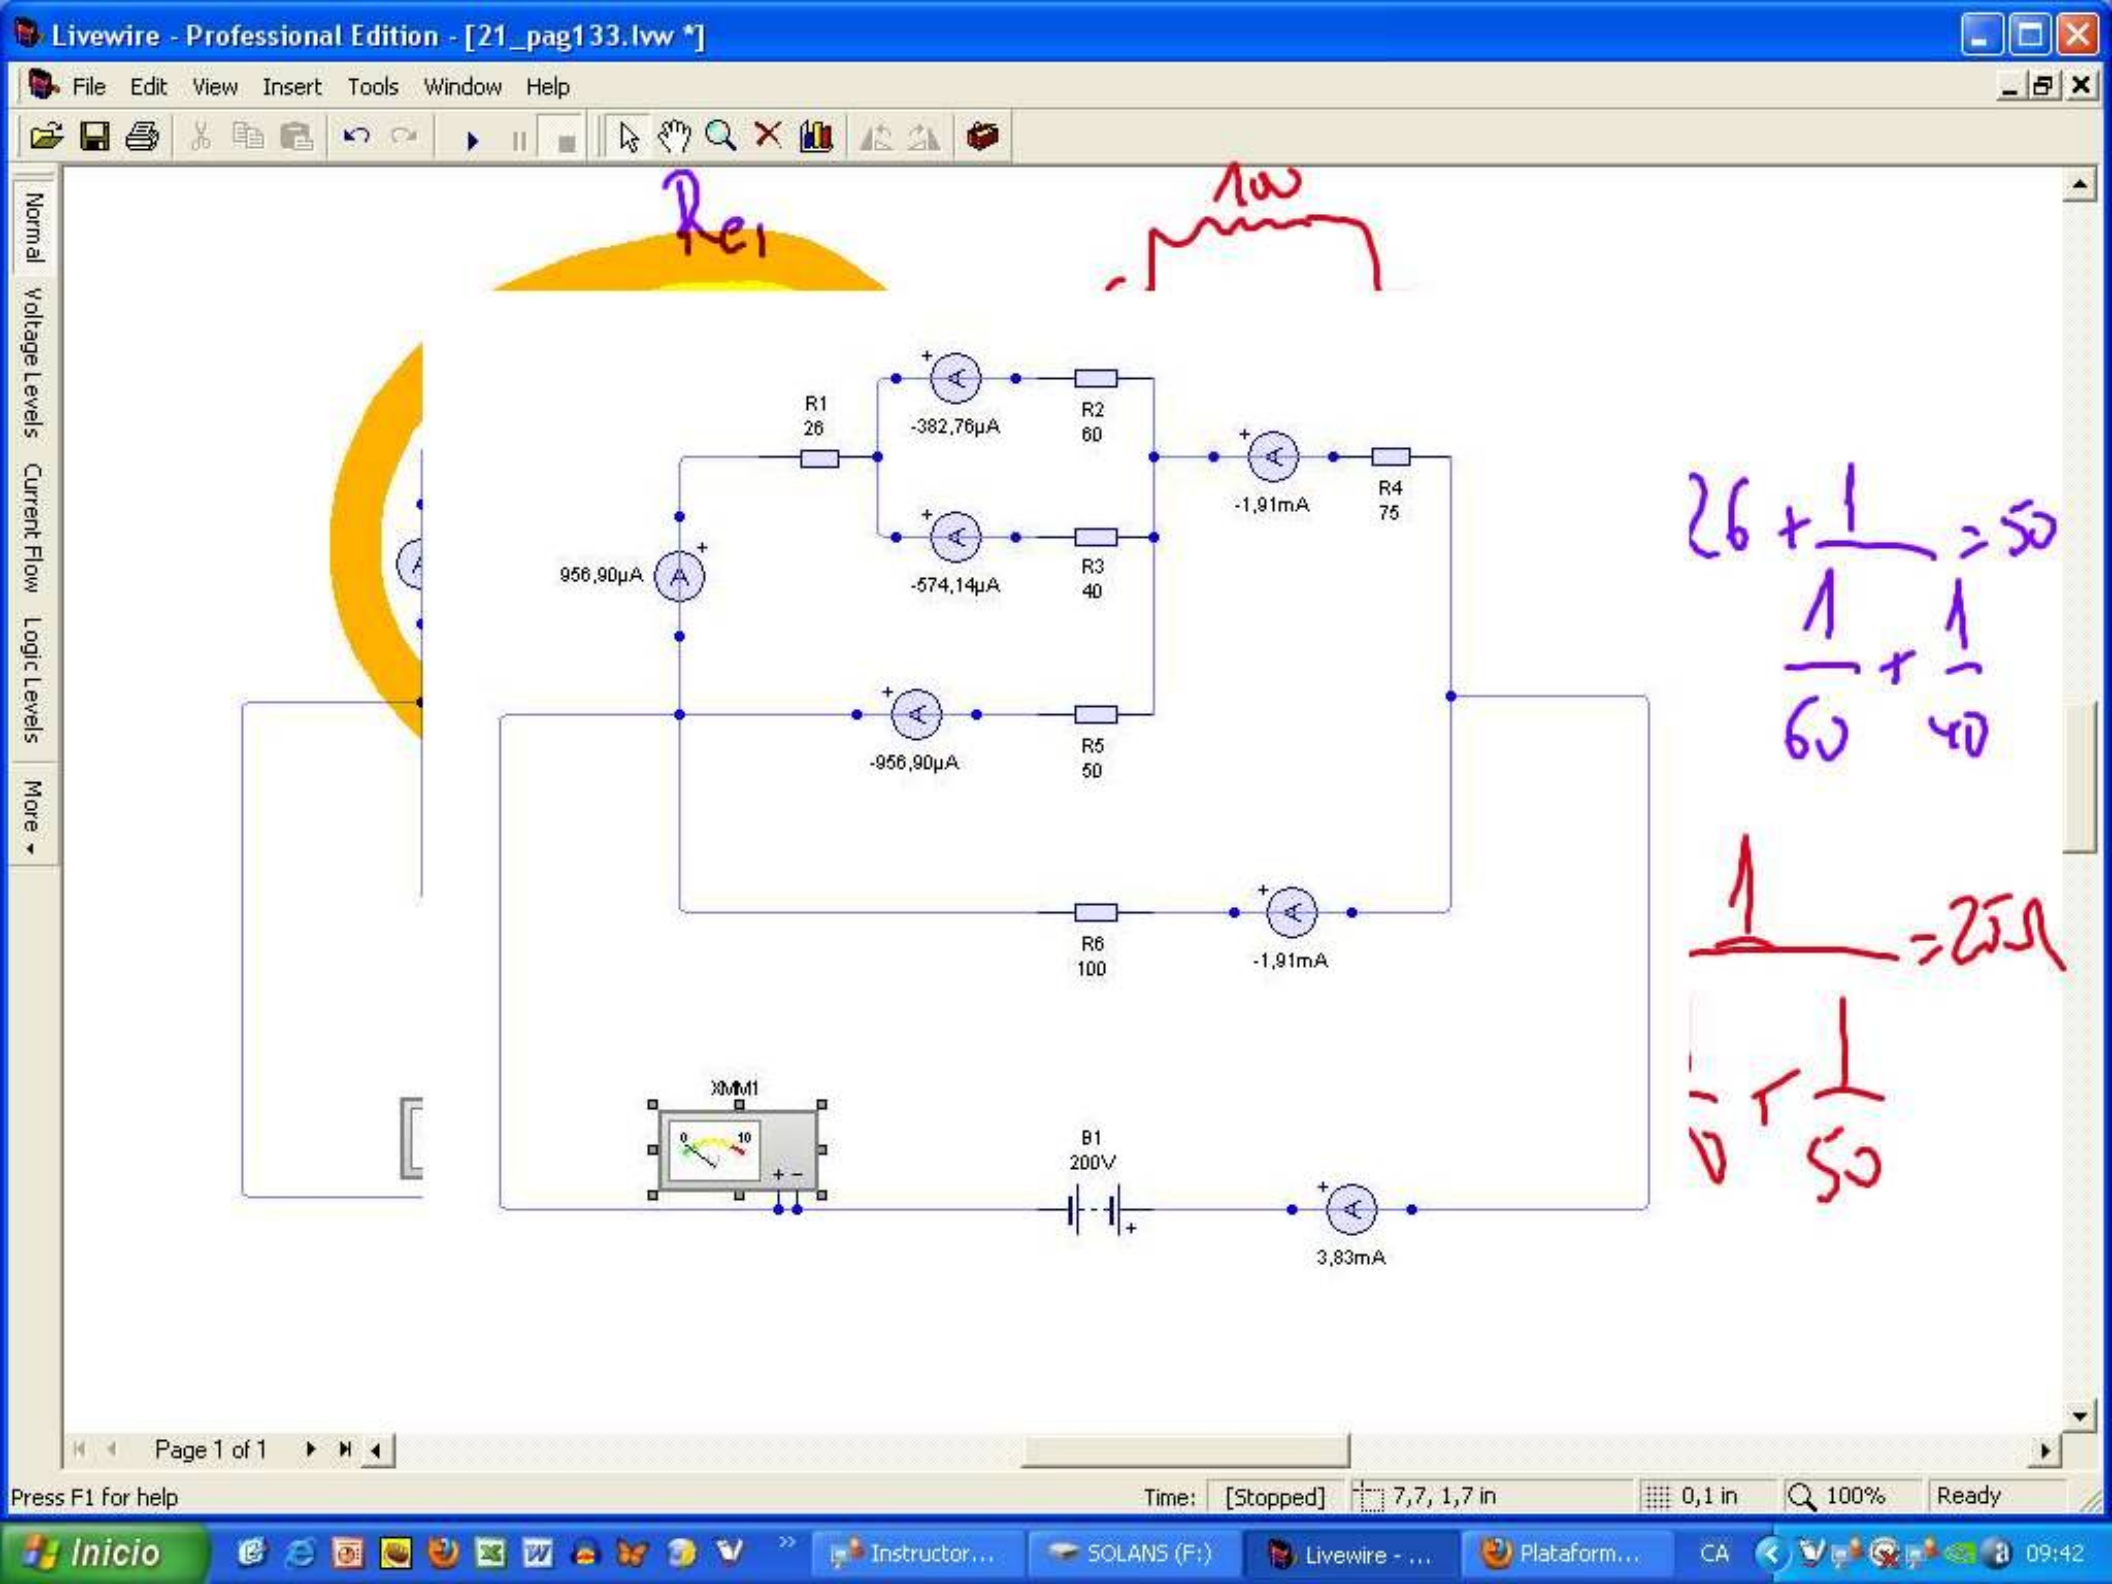 Livewire - Professional Edition - [21_pag133.lvw *]
File Edit View Insert Tools Window Help
Normal
Voltage Levels
Current Flow
Logic Levels
More
Re1
100
R1
26
+
A
-382,76µA
R2
60
+
A
-574,14µA
R3
40
+
A
-1,91mA
R4
75
956,90µA
+
A
A
+
A
-956,90µA
R5
50
R6
100
+
A
-1,91mA
26 + 1 = 50
1 + 1
60 40
1 = 25Ω
+ 1
50
XMM1
0 10
+ -
B1
200V
+
+
A
3,83mA
Page 1 of 1
Press F1 for help
Time: [Stopped] 7,7, 1,7 in 0,1 in 100% Ready
Inicio » Instructor... SOLANS (F:) Livewire - ... Plataform... CA 09:42